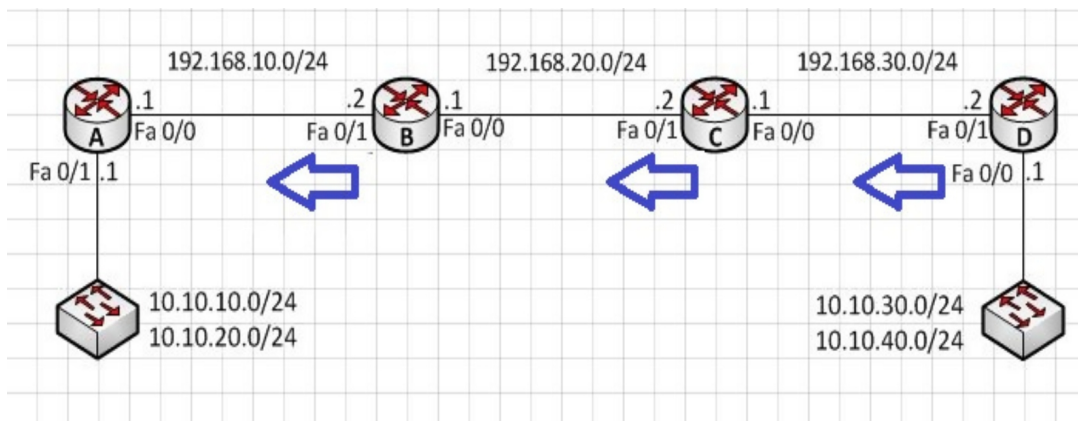 192.168.10.0/24
192.168.20.0/24
192.168.30.0/24
.1
.2
.1
.2
.1
.2
A
Fa 0/0
Fa 0/1
B
Fa 0/0
Fa 0/1
C
Fa 0/0
Fa 0/1
D
Fa 0/1
.1
Fa 0/0
.1
10.10.10.0/24
10.10.20.0/24
10.10.30.0/24
10.10.40.0/24